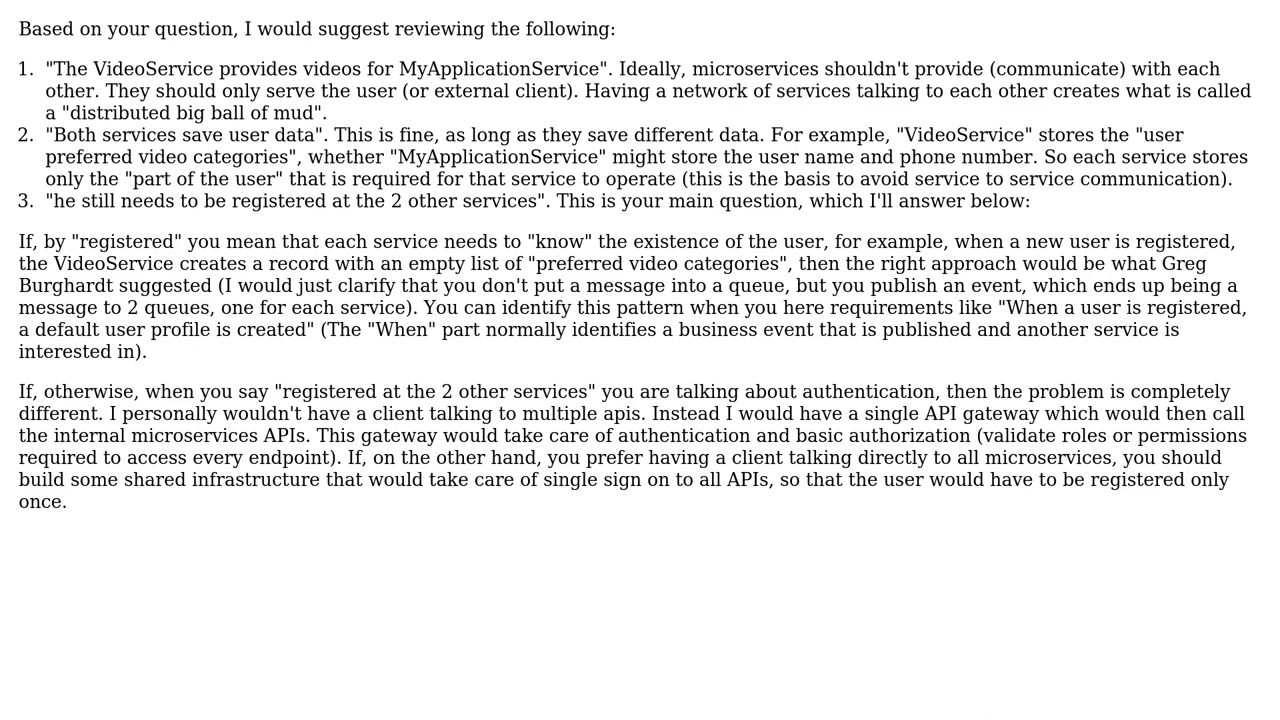 Based on your question, I would suggest reviewing the following:
1. "The VideoService provides videos for MyApplicationService". Ideally, microservices shouldn't provide (communicate) with each
other. They should only serve the user (or external client). Having a network of services talking to each other creates what is called
a "distributed big ball of mud".
2. "Both services save user data". This is fine, as long as they save different data. For example, "VideoService" stores the "user
preferred video categories", whether "MyApplicationService" might store the user name and phone number. So each service stores
only the "part of the user" that is required for that service to operate (this is the basis to avoid service to service communication).
3. "he still needs to be registered at the 2 other services". This is your main question, which I'll answer below:
If, by "registered" you mean that each service needs to "know" the existence of the user, for example, when a new user is registered,
the VideoService creates a record with an empty list of "preferred video categories", then the right approach would be what Greg
Burghardt suggested (I would just clarify that you don't put a message into a queue, but you publish an event, which ends up being a
message to 2 queues, one for each service). You can identify this pattern when you here requirements like "When a user is registered,
a default user profile is created" (The "When" part normally identifies a business event that is published and another service is
interested in).
If, otherwise, when you say "registered at the 2 other services" you are talking about authentication, then the problem is completely
different. I personally wouldn't have a client talking to multiple apis. Instead I would have a single API gateway which would then call
the internal microservices APIs. This gateway would take care of authentication and basic authorization (validate roles or permissions
required to access every endpoint). If, on the other hand, you prefer having a client talking directly to all microservices, you should
build some shared infrastructure that would take care of single sign on to all APIs, so that the user would have to be registered only
once.